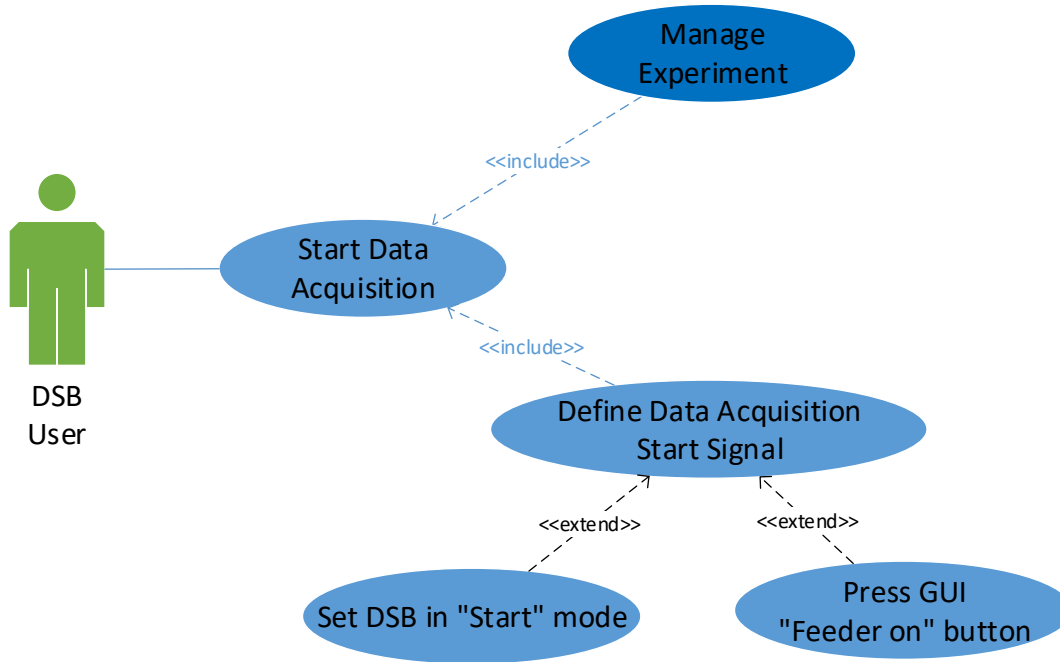 Manage
Experiment
<<include>>
Start Data
Acquisition
<<include>>
DSB
User
Define Data Acquisition
Start Signal
<<extend>>
<<extend>>
Set DSB in "Start" mode
Press GUI
"Feeder on" button